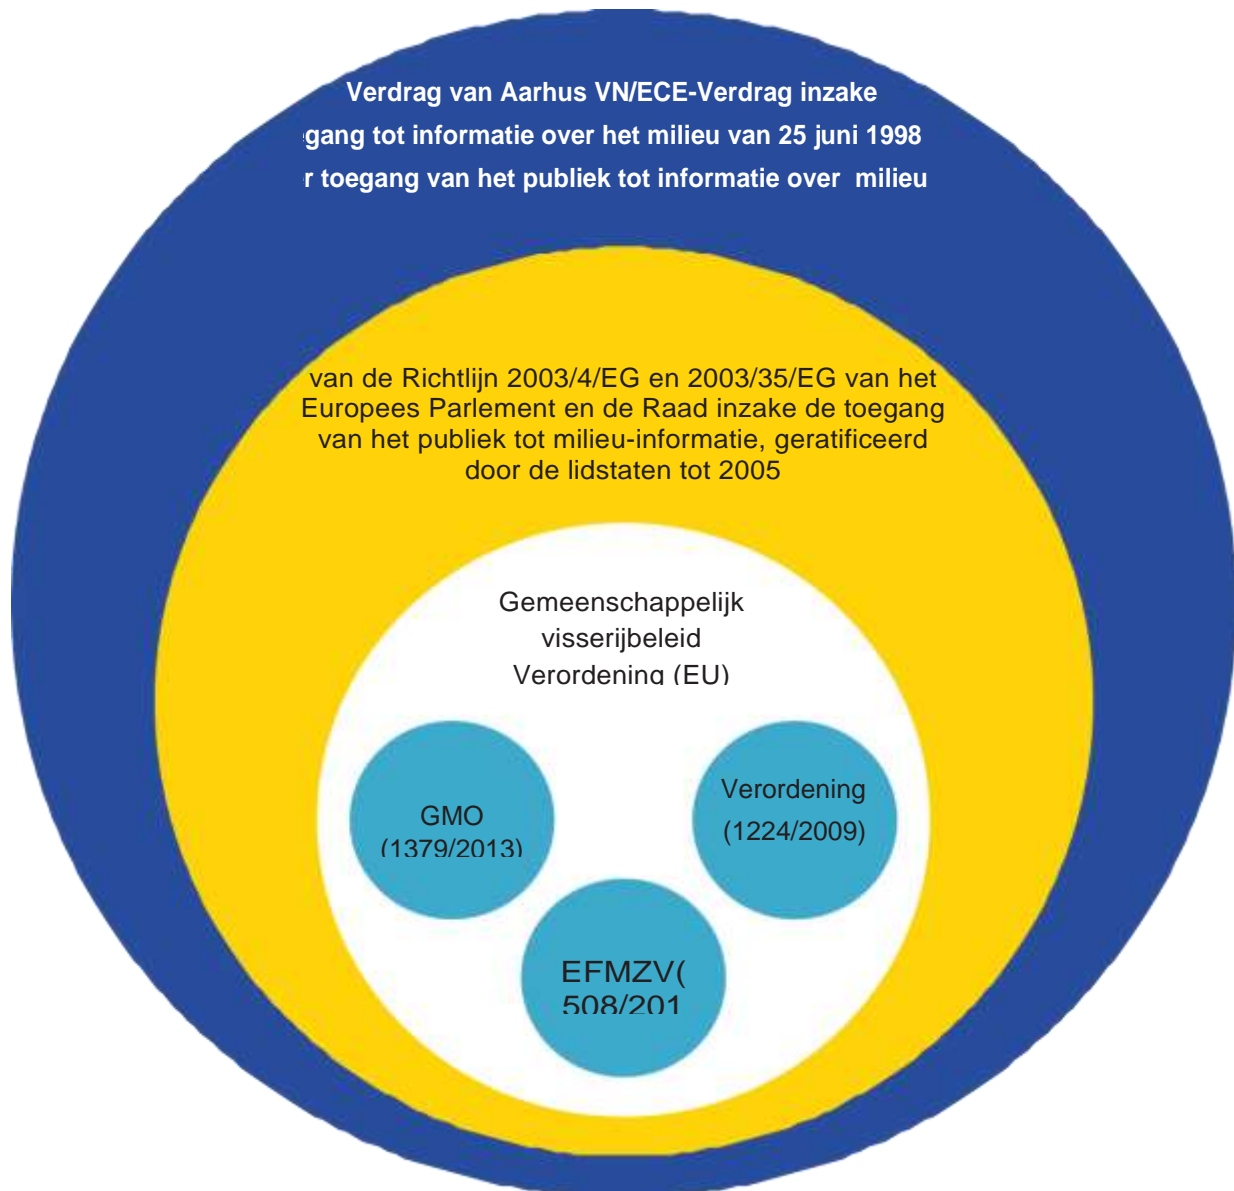 Verdrag van Aarhus VN/ECE-Verdrag inzake
egang tot informatie over het milieu van 25 juni 1998
r toegang van het publiek tot informatie over milieu
van de Richtlijn 2003/4/EG en 2003/35/EG van het
Europees Parlement en de Raad inzake de toegang
van het publiek tot milieu-informatie, geratificeerd
door de lidstaten tot 2005
Gemeenschappelijk
visserijbeleid
Verordening (EU)
GMO
(1379/2013)
Verordening
(1224/2009)
EFMZV(
508/201